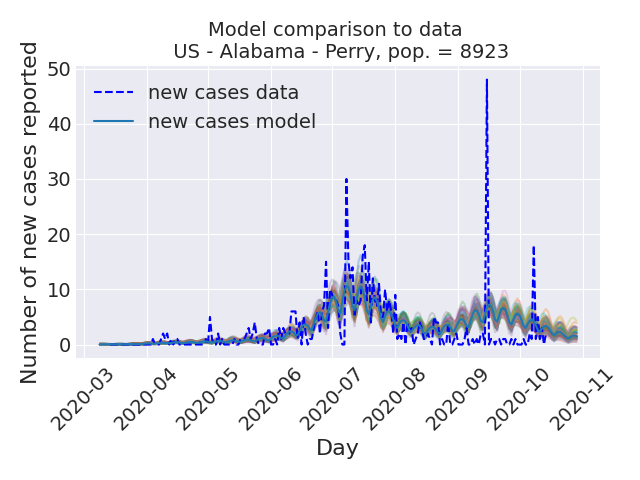 Model comparison to data
US - Alabama - Perry, pop. = 8923
Number of new cases reported
50
40
30
20
10
0
new cases data
new cases model
2020-03
2020-04
2020-05
2020-06
2020-07
2020-08
2020-09
2020-10
2020-11
Day